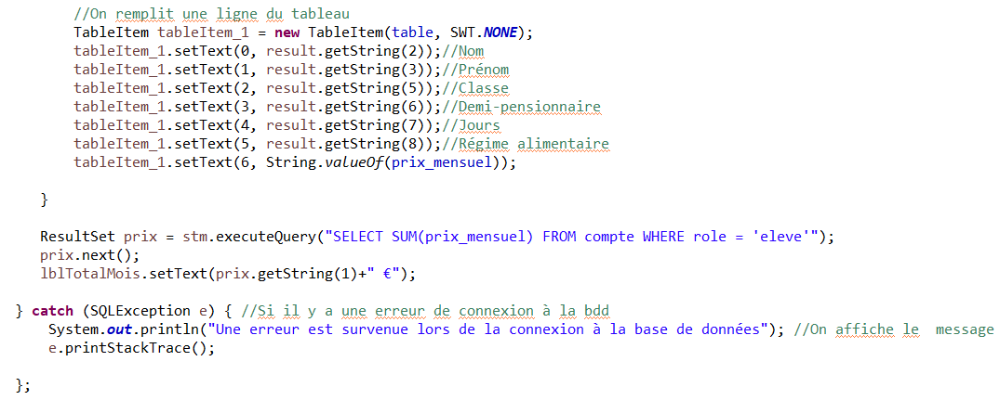 //On remplit une ligne du tableau
TableItem tableItem_1 = new TableItem(table, SWT.NONE);
tableItem_1.setText(0, result.getString(2));//Nom
tableItem_1.setText(1, result.getString(3));//Prénom
tableItem_1.setText(2, result.getString(5));//Classe
tableItem_1.setText(3, result.getString(6));//Demi-pensionnaire
tableItem_1.setText(4, result.getString(7));//Jours
tableItem_1.setText(5, result.getString(8));//Régime alimentaire
tableItem_1.setText(6, String.valueOf(prix_mensuel));
}
ResultSet prix = stm.executeQuery("SELECT SUM(prix_mensuel) FROM compte WHERE role = 'eleve'");
prix.next();
lblTotalMois.setText(prix.getString(1)+" €");
} catch (SQLException e) { //Si il y a une erreur de connexion à la bdd
System.out.println("Une erreur est survenue lors de la connexion à la base de données"); //On affiche le  message
e.printStackTrace();
};